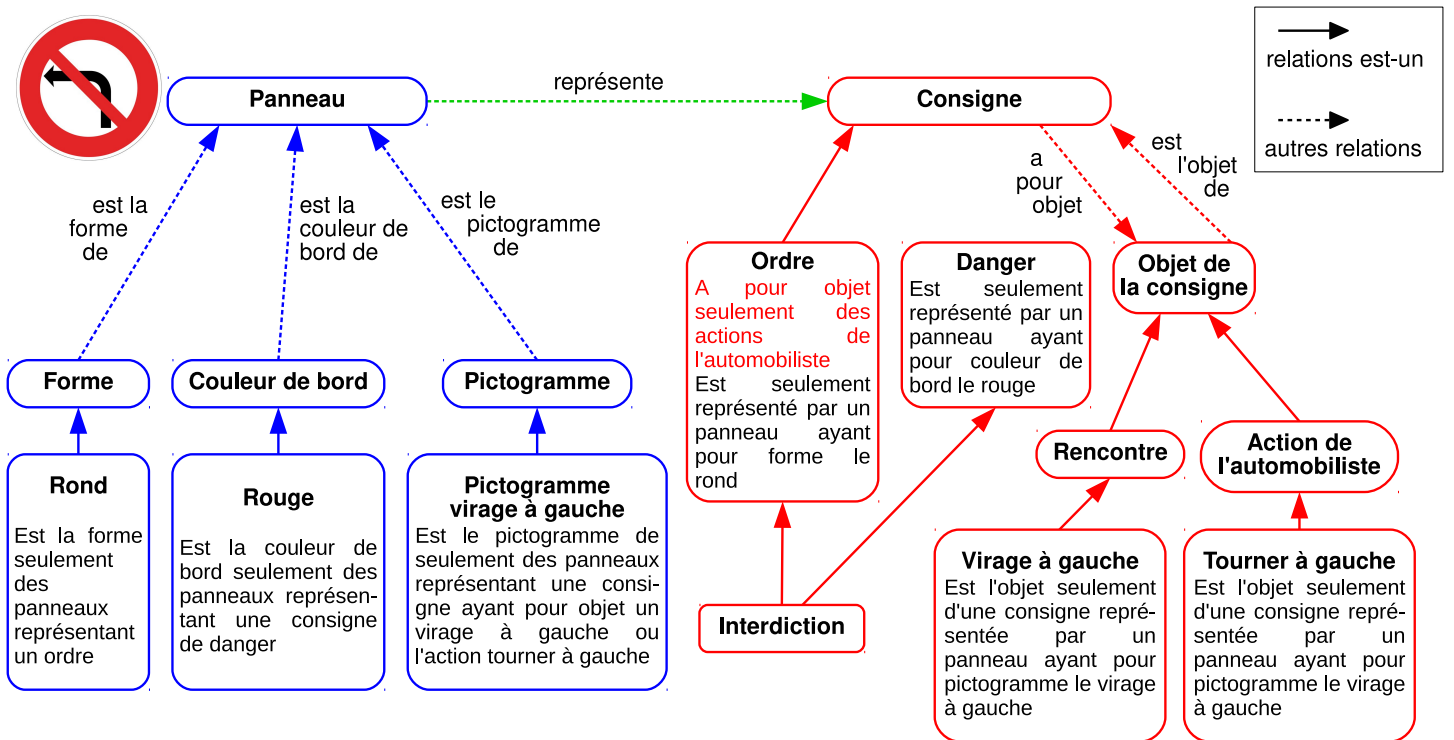 relations est-un
autres relations
Panneau
représente
Consigne
est la
forme
de
est la
couleur de
bord de
est le
pictogramme
de
a
pour
objet
est
l'objet
de
Ordre
A pour objet
seulement des
actions de
l'automobiliste
Est seulement
représenté par un
panneau ayant
pour forme le
rond
Danger
Est seulement
représenté par un
panneau ayant
pour couleur de
bord le rouge
Objet de
la consigne
Forme
Couleur de bord
Pictogramme
Rencontre
Action de
l'automobiliste
Rond
Est la forme
seulement
des
panneaux
représentant
un ordre
Rouge
Est la couleur de
bord seulement des
panneaux représen-
tant une consigne
de danger
Pictogramme
virage à gauche
Est le pictogramme de
seulement des panneaux
représentant une consi-
gne ayant pour objet un
virage à gauche ou
l'action tourner à gauche
Interdiction
Virage à gauche
Est l'objet seulement
d'une consigne repré-
sentée par un
panneau ayant pour
pictogramme le virage
à gauche
Tourner à gauche
Est l'objet seulement
d'une consigne repré-
sentée par un
panneau ayant pour
pictogramme le virage
à gauche